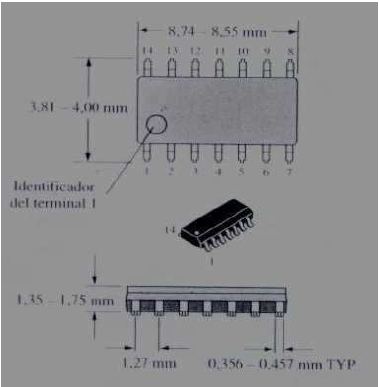 8,74 – 8,55 mm
14 13 12 11 10 9 8
3,81 – 4,00 mm
1 2 3 4 5 6 7
Identificador
del terminal 1
14
1
1,35 – 1,75 mm
1,27 mm
0,356 – 0,457 mm TYP